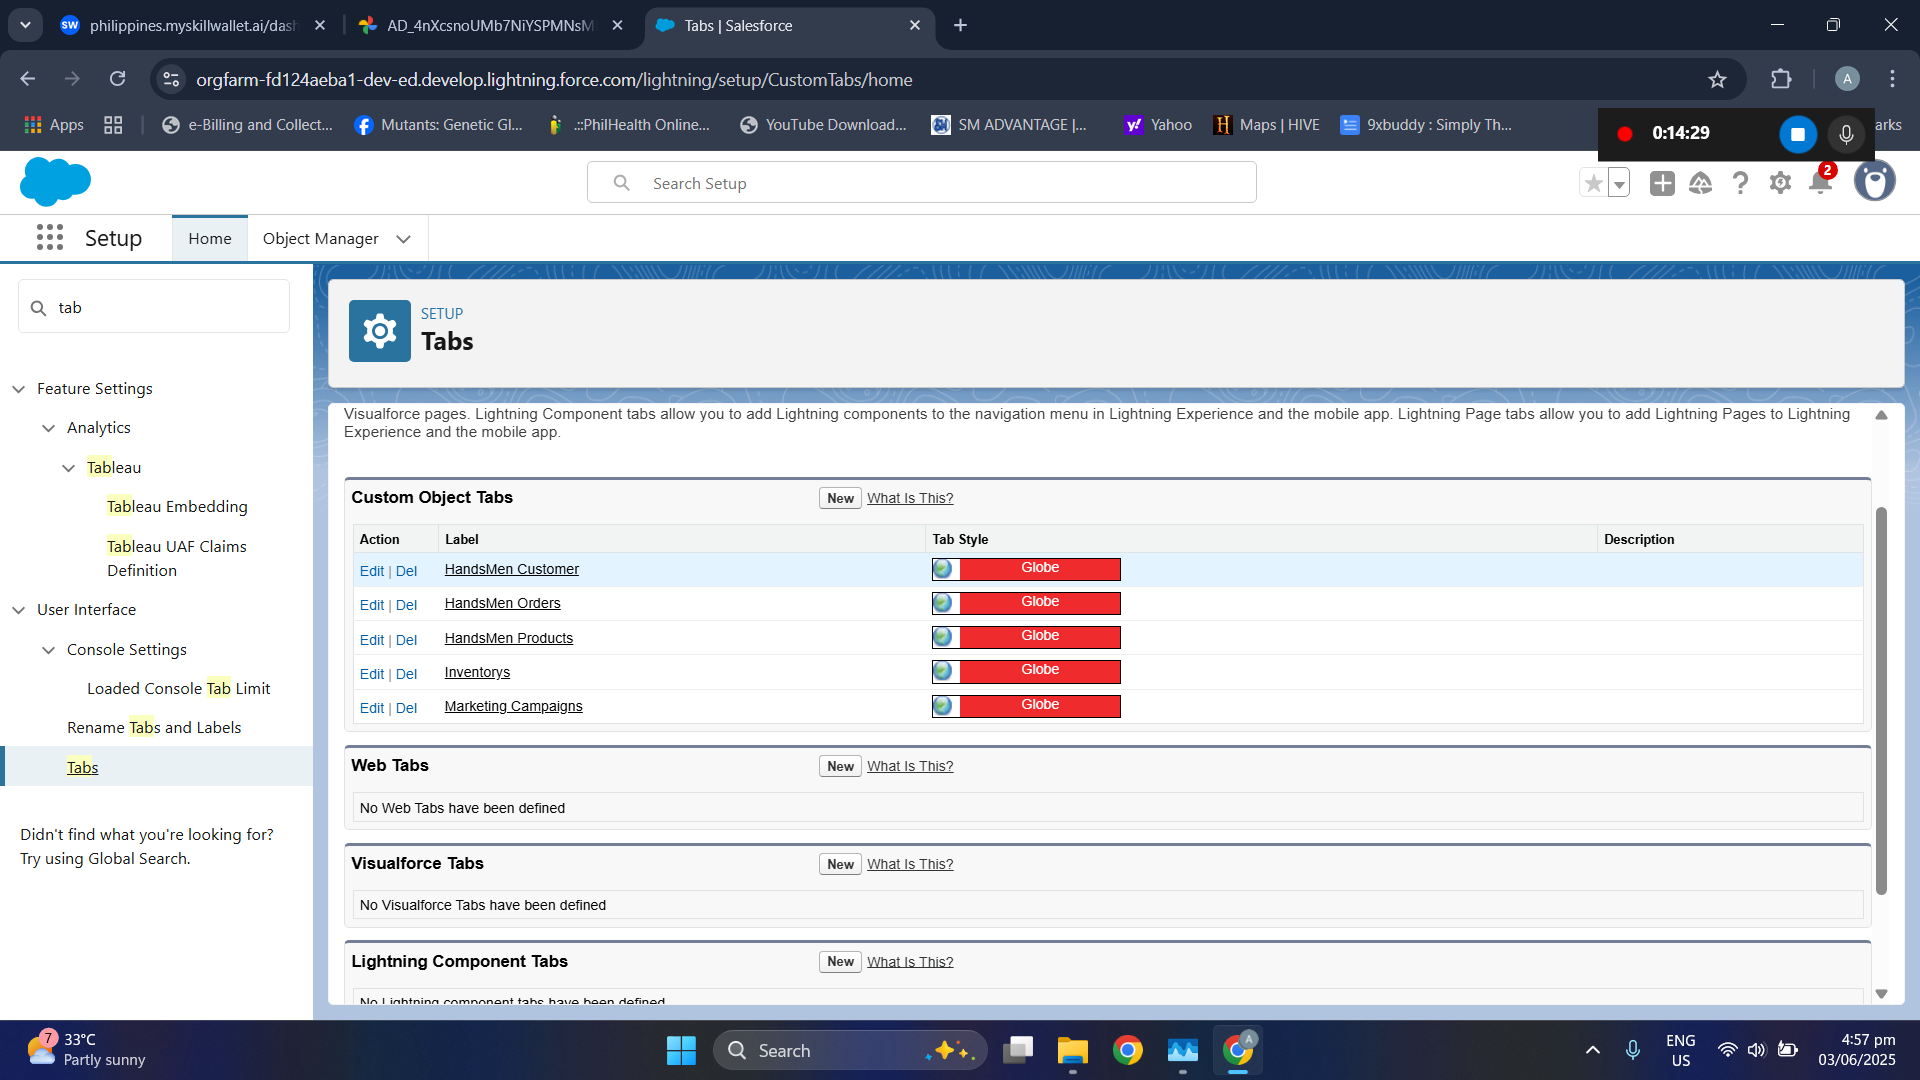 philippines.myskillwallet.ai/dash
AD_4nXcsnoUMb7NiYSPMNsM
Tabs | Salesforce
orgfarm-fd124aeba1-dev-ed.develop.lightning.force.com/lightning/setup/CustomTabs/home
A
Apps
e-Billing and Collect...
Mutants: Genetic Gl...
.::PhilHealth Online...
YouTube Download...
SM ADVANTAGE |...
Yahoo
Maps | HIVE
9xbuddy : Simply Th...
arks
0:14:29
Search Setup
2
Setup
Home
Object Manager
tab
Feature Settings
Analytics
Tableau
Tableau Embedding
Tableau UAF Claims
Definition
User Interface
Console Settings
Loaded Console Tab Limit
Rename Tabs and Labels
Tabs
Didn't find what you're looking for?
Try using Global Search.
SETUP
Tabs
Visualforce pages. Lightning Component tabs allow you to add Lightning components to the navigation menu in Lightning Experience and the mobile app. Lightning Page tabs allow you to add Lightning Pages to Lightning
Experience and the mobile app.
Custom Object Tabs New What Is This?
Action Label Tab Style Description
Edit | Del HandsMen Customer Globe
Edit | Del HandsMen Orders Globe
Edit | Del HandsMen Products Globe
Edit | Del Inventorys Globe
Edit | Del Marketing Campaigns Globe
Web Tabs New What Is This?
No Web Tabs have been defined
Visualforce Tabs New What Is This?
No Visualforce Tabs have been defined
Lightning Component Tabs New What Is This?
No Lightning component tabs have been defined
7
33°C
Partly sunny
Search
A
ENG
US
4:57 pm
03/06/2025